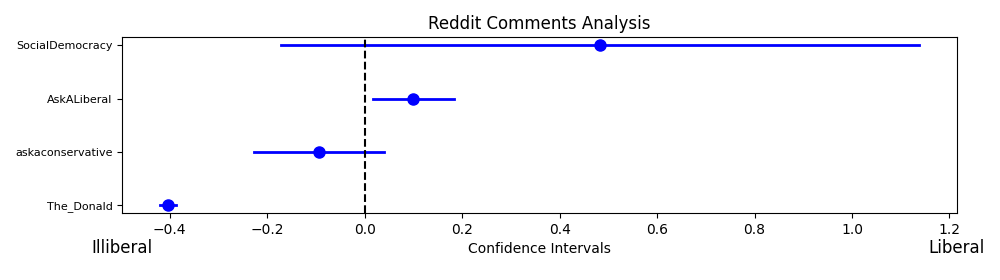 Reddit Comments Analysis
SocialDemocracy
AskALiberal
askaconservative
The_Donald
−0.4 −0.2 0.0 0.2 0.4 0.6 0.8 1.0 1.2
Illiberal Confidence Intervals Liberal